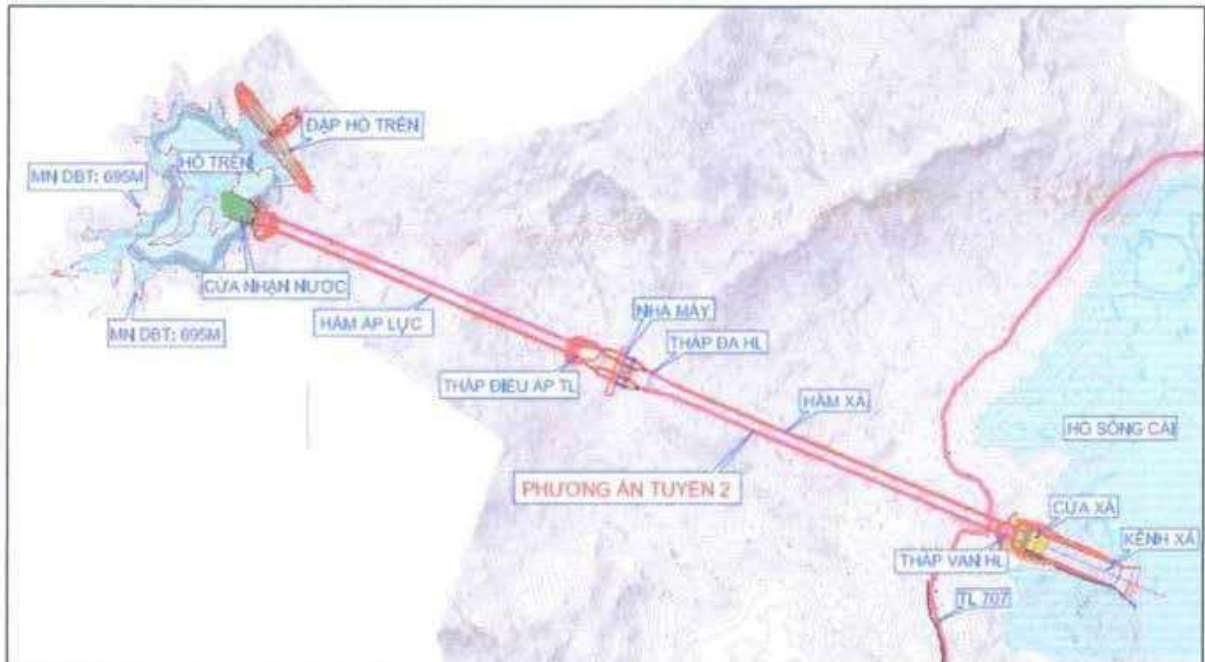 ĐẬP HỒ TRÊN
HỒ TRÊN
MN DBT: 695M
CỬA NHẬN NƯỚC
MN DBT: 695M
HẦM ÁP LỰC
NHÀ MÁY
THÁP ĐA HL
THÁP ĐIỀU ÁP TL
HẦM XẢ
HỒ SÔNG CÁI
PHƯƠNG ÁN TUYẾN 2
CỬA XẢ
KÊNH XẢ
THÁP VAN HL
TL 707